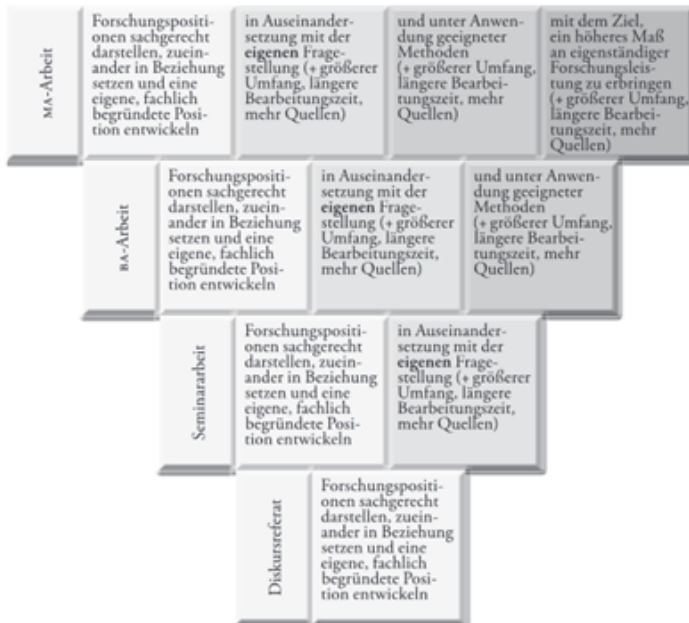 MA-Arbeit
Forschungspositi-
onen sachgerecht
darstellen, zuein-
ander in Beziehung
setzen und eine
eigene, fachlich
begründete Posi-
tion entwickeln
in Auseinander-
setzung mit der
eigenen Frage-
stellung (+ größerer
Umfang, längere
Bearbeitungszeit,
mehr Quellen)
und unter Anwen-
dung geeigneter
Methoden
(+ größerer Umfang,
längere Bearbei-
tungszeit, mehr
Quellen)
mit dem Ziel,
ein höheres Maß
an eigenständiger
Forschungsleis-
tung zu erbringen
(+ größerer Umfang,
längere Bearbei-
tungszeit, mehr
Quellen)
BA-Arbeit
Forschungspositi-
onen sachgerecht
darstellen, zuein-
ander in Beziehung
setzen und eine
eigene, fachlich
begründete Posi-
tion entwickeln
in Auseinander-
setzung mit der
eigenen Frage-
stellung (+ größerer
Umfang, längere
Bearbeitungszeit,
mehr Quellen)
und unter Anwen-
dung geeigneter
Methoden
(+ größerer Umfang,
längere Bearbei-
tungszeit, mehr
Quellen)
Seminararbeit
Forschungspositi-
onen sachgerecht
darstellen, zuein-
ander in Beziehung
setzen und eine
eigene, fachlich
begründete Posi-
tion entwickeln
in Auseinander-
setzung mit der
eigenen Frage-
stellung (+ größerer
Umfang, längere
Bearbeitungszeit,
mehr Quellen)
Diskursreferat
Forschungspositi-
onen sachgerecht
darstellen, zuein-
ander in Beziehung
setzen und eine
eigene, fachlich
begründete Posi-
tion entwickeln